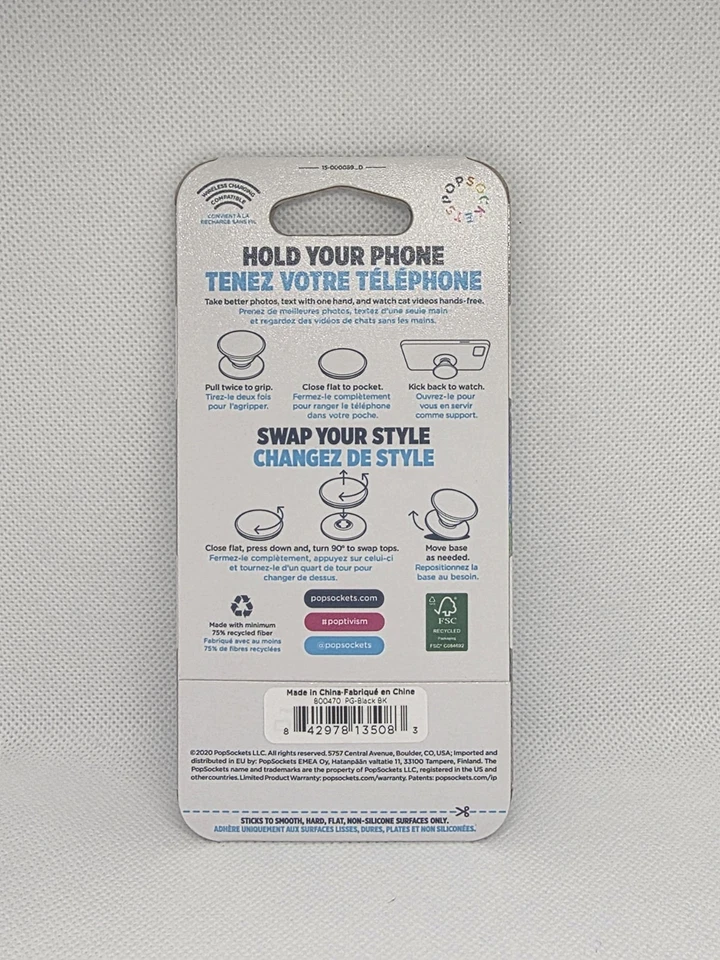 15-000039_D
WIRELESS CHARGING
COMPATIBLE
CONVIENT À LA
RECHARGE SANS FIL
POPSOCKETS
HOLD YOUR PHONE
TENEZ VOTRE TÉLÉPHONE
Take better photos, text with one hand, and watch cat videos hands-free.
Prenez de meilleures photos, textez d'une seule main
et regardez des vidéos de chats sans les mains.
Pull twice to grip.
Tirez-le deux fois
pour l'agripper.
Close flat to pocket.
Fermez-le complètement
pour ranger le téléphone
dans votre poche.
Kick back to watch.
Ouvrez-le pour
vous en servir
comme support.
SWAP YOUR STYLE
CHANGEZ DE STYLE
Close flat, press down and, turn 90° to swap tops.
Fermez-le complètement, appuyez sur celui-ci
et tournez-le d'un quart de tour pour
changer de dessus.
Move base
as needed.
Repositionnez la
base au besoin.
Made with minimum
75% recycled fiber
Fabriqué avec au moins
75% de fibres recyclées
popsockets.com
#poptivism
@popsockets
FSC
RECYCLED
Packaging
FSC® C084692
Made in China·Fabriqué en Chine
800470 PG-Black BK
8 42978 13508 3
©2020 PopSockets LLC. All rights reserved. 5757 Central Avenue, Boulder, CO, USA; Imported and
distributed in EU by: PopSockets EMEA Oy, Hatanpään valtatie 11, 33100 Tampere, Finland. The
PopSockets name and trademarks are the property of PopSockets LLC, registered in the US and
other countries. Limited Product Warranty: popsockets.com/warranty. Patents: popsockets.com/ip
STICKS TO SMOOTH, HARD, FLAT, NON-SILICONE SURFACES ONLY.
ADHÈRE UNIQUEMENT AUX SURFACES LISSES, DURES, PLATES ET NON SILICONÉES.